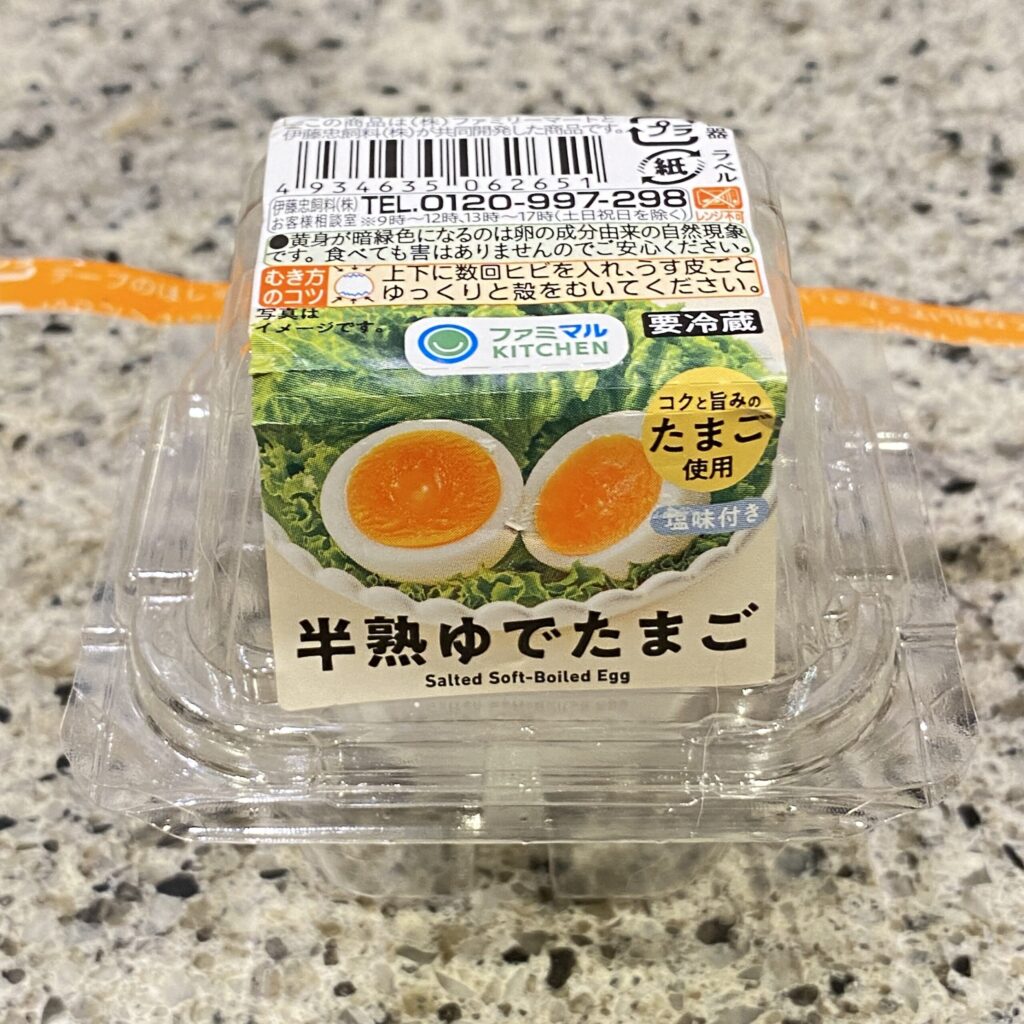 この商品は(株)ファミリーマートと
伊藤忠飼料(株)が共同開発した商品です。
プラ
器
ラベル
紙
4 934635 062651
伊藤忠飼料(株)
お客様相談室
TEL.0120-997-298
※9時〜12時、13時〜17時(土日祝日を除く)
レンジ不可
●黄身が暗緑色になるのは卵の成分由来の自然現象
です。食べても害はありませんのでご安心ください。
むき方
のコツ
上下に数回ヒビを入れ、うす皮ごと
ゆっくりと殻をむいてください。
写真は
イメージです。
ファミマル
KITCHEN
要冷蔵
コクと旨みの
たまご
使用
塩味付き
半熟ゆでたまご
Salted Soft-Boiled Egg